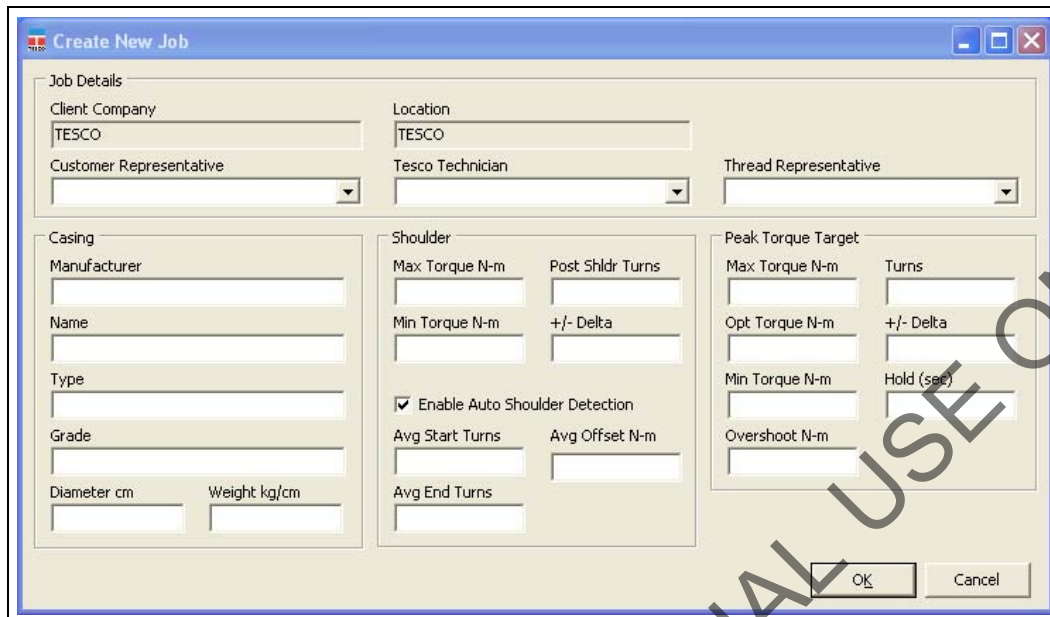 Create New Job
Job Details
Client Company
Location
TESCO
TESCO
Customer Representative
Tesco Technician
Thread Representative
Casing
Manufacturer
Name
Type
Grade
Diameter cm
Weight kg/cm
Shoulder
Max Torque N-m
Post Shldr Turns
Min Torque N-m
+/- Delta
Enable Auto Shoulder Detection
Avg Start Turns
Avg Offset N-m
Avg End Turns
Peak Torque Target
Max Torque N-m
Turns
Opt Torque N-m
+/- Delta
Min Torque N-m
Hold (sec)
Overshoot N-m
OK
Cancel
USE